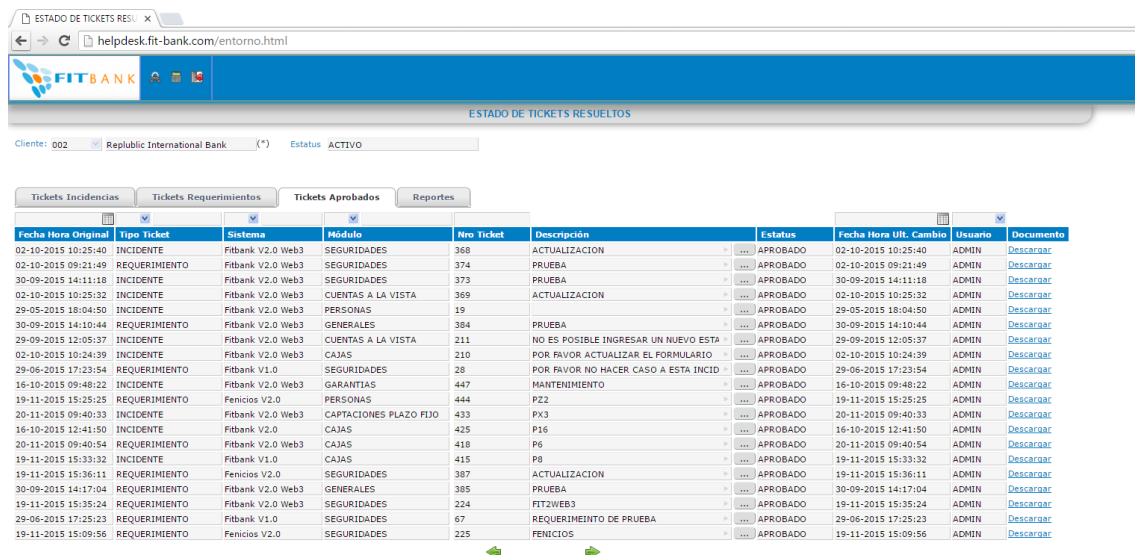 ESTADO DE TICKETS RESU
helpdesk.fit-bank.com/entorno.html
FITBANK
ESTADO DE TICKETS RESUELTOS
Cliente: 002 Replublic International Bank (*) Estatus ACTIVO
Tickets Incidencias Tickets Requerimientos Tickets Aprobados Reportes
Fecha Hora Original Tipo Ticket Sistema Módulo Nro Ticket Descripción Estatus Fecha Hora Ult. Cambio Usuario Documento
02-10-2015 10:25:40 INCIDENTE Fitbank V2.0 Web3 SEGURIDADES 368 ACTUALIZACION ... APROBADO 02-10-2015 10:25:40 ADMIN Descargar
02-10-2015 09:21:49 REQUERIMIENTO Fitbank V2.0 Web3 SEGURIDADES 374 PRUEBA ... APROBADO 02-10-2015 09:21:49 ADMIN Descargar
30-09-2015 14:11:18 INCIDENTE Fitbank V2.0 Web3 SEGURIDADES 373 PRUEBA ... APROBADO 30-09-2015 14:11:18 ADMIN Descargar
02-10-2015 10:25:32 INCIDENTE Fitbank V2.0 Web3 CUENTAS A LA VISTA 369 ACTUALIZACION ... APROBADO 02-10-2015 10:25:32 ADMIN Descargar
29-05-2015 18:04:50 INCIDENTE Fitbank V2.0 Web3 PERSONAS 19 ... APROBADO 29-05-2015 18:04:50 ADMIN Descargar
30-09-2015 14:10:44 REQUERIMIENTO Fitbank V2.0 Web3 GENERALES 384 PRUEBA ... APROBADO 30-09-2015 14:10:44 ADMIN Descargar
29-09-2015 12:05:37 INCIDENTE Fitbank V2.0 Web3 CUENTAS A LA VISTA 211 NO ES POSIBLE INGRESAR UN NUEVO ESTA ... APROBADO 29-09-2015 12:05:37 ADMIN Descargar
02-10-2015 10:24:39 INCIDENTE Fitbank V2.0 Web3 CAJAS 210 POR FAVOR ACTUALIZAR EL FORMULARIO ... APROBADO 02-10-2015 10:24:39 ADMIN Descargar
29-06-2015 17:23:54 REQUERIMIENTO Fitbank V1.0 SEGURIDADES 28 POR FAVOR NO HACER CASO A ESTA INCID ... APROBADO 29-06-2015 17:23:54 ADMIN Descargar
16-10-2015 09:48:22 INCIDENTE Fitbank V2.0 Web3 GARANTIAS 447 MANTENIMIENTO ... APROBADO 16-10-2015 09:48:22 ADMIN Descargar
19-11-2015 15:25:25 REQUERIMIENTO Fenicios V2.0 PERSONAS 444 PZ2 ... APROBADO 19-11-2015 15:25:25 ADMIN Descargar
20-11-2015 09:40:33 INCIDENTE Fitbank V2.0 Web3 CAPTACIONES PLAZO FIJO 433 PX3 ... APROBADO 20-11-2015 09:40:33 ADMIN Descargar
16-10-2015 12:41:50 INCIDENTE Fitbank V2.0 CAJAS 425 P16 ... APROBADO 16-10-2015 12:41:50 ADMIN Descargar
20-11-2015 09:40:54 REQUERIMIENTO Fitbank V2.0 Web3 CAJAS 418 P6 ... APROBADO 20-11-2015 09:40:54 ADMIN Descargar
19-11-2015 15:33:32 INCIDENTE Fitbank V1.0 CAJAS 415 P8 ... APROBADO 19-11-2015 15:33:32 ADMIN Descargar
19-11-2015 15:36:11 REQUERIMIENTO Fenicios V2.0 SEGURIDADES 387 ACTUALIZACION ... APROBADO 19-11-2015 15:36:11 ADMIN Descargar
30-09-2015 14:17:04 REQUERIMIENTO Fitbank V2.0 Web3 GENERALES 385 PRUEBA ... APROBADO 30-09-2015 14:17:04 ADMIN Descargar
19-11-2015 15:35:24 REQUERIMIENTO Fitbank V2.0 Web3 SEGURIDADES 224 FIT2WEB3 ... APROBADO 19-11-2015 15:35:24 ADMIN Descargar
29-06-2015 17:25:23 REQUERIMIENTO Fitbank V1.0 SEGURIDADES 67 REQUERIMEINTO DE PRUEBA ... APROBADO 29-06-2015 17:25:23 ADMIN Descargar
19-11-2015 15:09:56 REQUERIMIENTO Fenicios V2.0 SEGURIDADES 225 FENICIOS ... APROBADO 19-11-2015 15:09:56 ADMIN Descargar